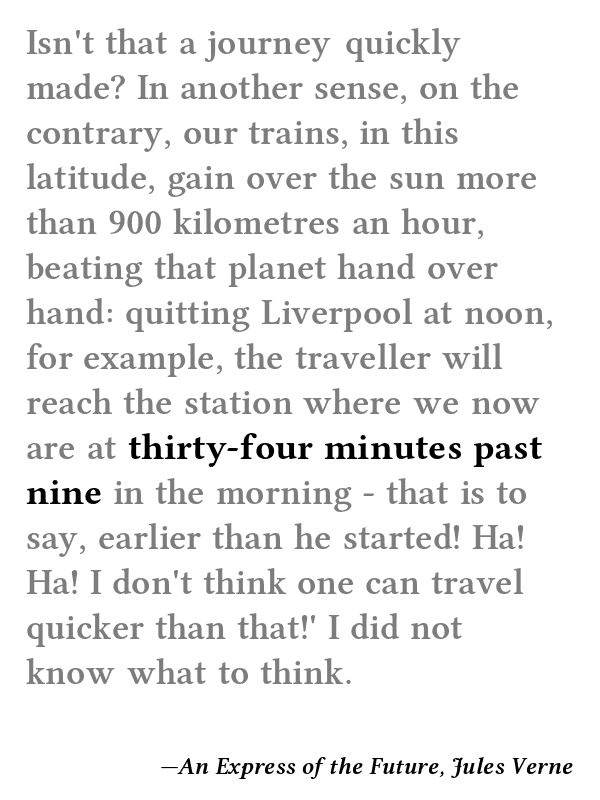 Isn't that a journey quickly
made? In another sense, on the
contrary, our trains, in this
latitude, gain over the sun more
than 900 kilometres an hour,
beating that planet hand over
hand: quitting Liverpool at noon,
for example, the traveller will
reach the station where we now
are at thirty-four minutes past
nine in the morning - that is to
say, earlier than he started! Ha!
Ha! I don't think one can travel
quicker than that!' I did not
know what to think.
—An Express of the Future, Jules Verne